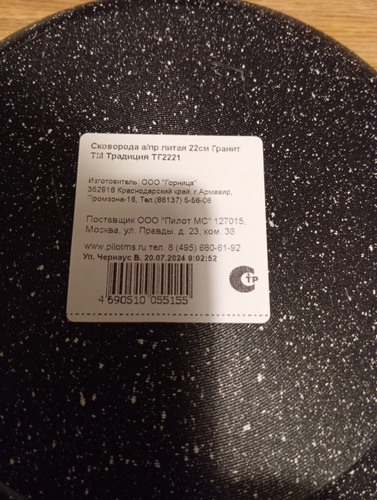 Сковорода а/пр литая 22см Гранит
ТМ Традиция ТГ2221
Изготовитель: ООО "Горница"
352916 Краснодарский край, г.Армавир,
Промзона-16, Тел.(86137) 5-56-06
Поставщик ООО "Пилот МС" 127015,
Москва, ул. Правды, д. 23, ком. 38
www.pilotms.ru тел. 8 (495) 660-61-92
Уп. Чернаус В. 20.07.2024 9:02:52
4 690510 055155